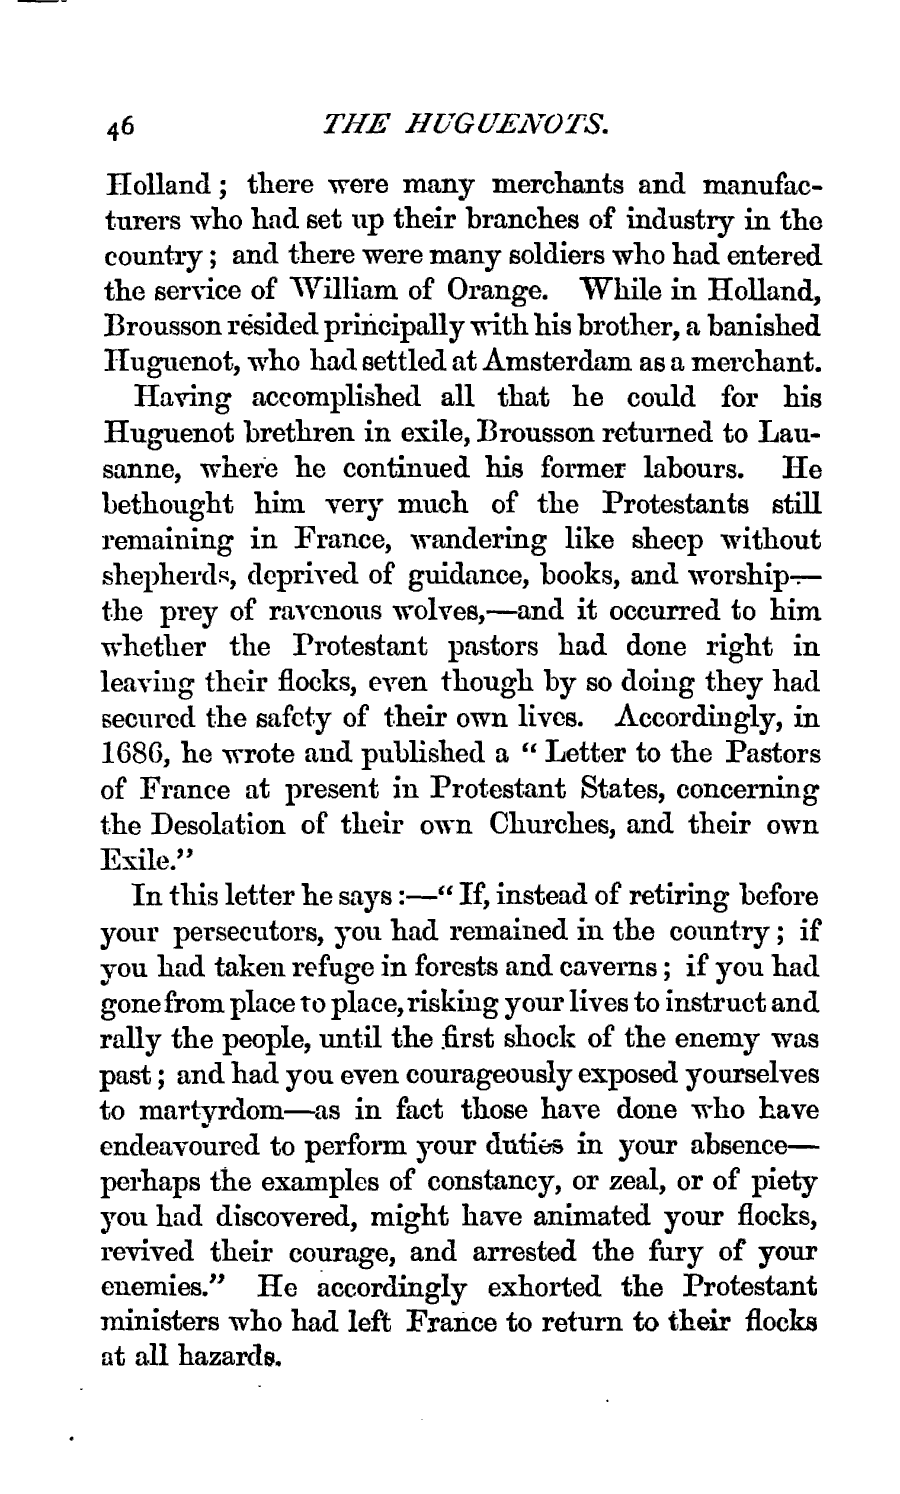 46 THE HUGUENOTS.
Holland ; there were many merchants and manufac-
turers who had set up their branches of industry in the
country ; and there were many soldiers who had entered
the service of William of Orange. While in Holland,
Brousson resided principally with his brother, a banished
Huguenot, who had settled at Amsterdam as a merchant.
Having accomplished all that he could for his
Huguenot brethren in exile, Brousson returned to Lau-
sanne, where he continued his former labours. He
bethought him very much of the Protestants still
remaining in France, wandering like sheep without
shepherds, deprived of guidance, books, and worship—
the prey of ravenous wolves,—and it occurred to him
whether the Protestant pastors had done right in
leaving their flocks, even though by so doing they had
secured the safety of their own lives. Accordingly, in
1686, he wrote and published a “ Letter to the Pastors
of France at present in Protestant States, concerning
the Desolation of their own Churches, and their own
Exile.”
In this letter he says :—“ If, instead of retiring before
your persecutors, you had remained in the country ; if
you had taken refuge in forests and caverns ; if you had
gone from place to place, risking your lives to instruct and
rally the people, until the first shock of the enemy was
past ; and had you even courageously exposed yourselves
to martyrdom—as in fact those have done who have
endeavoured to perform your duties in your absence—
perhaps the examples of constancy, or zeal, or of piety
you had discovered, might have animated your flocks,
revived their courage, and arrested the fury of your
enemies.” He accordingly exhorted the Protestant
ministers who had left France to return to their flocks
at all hazards.